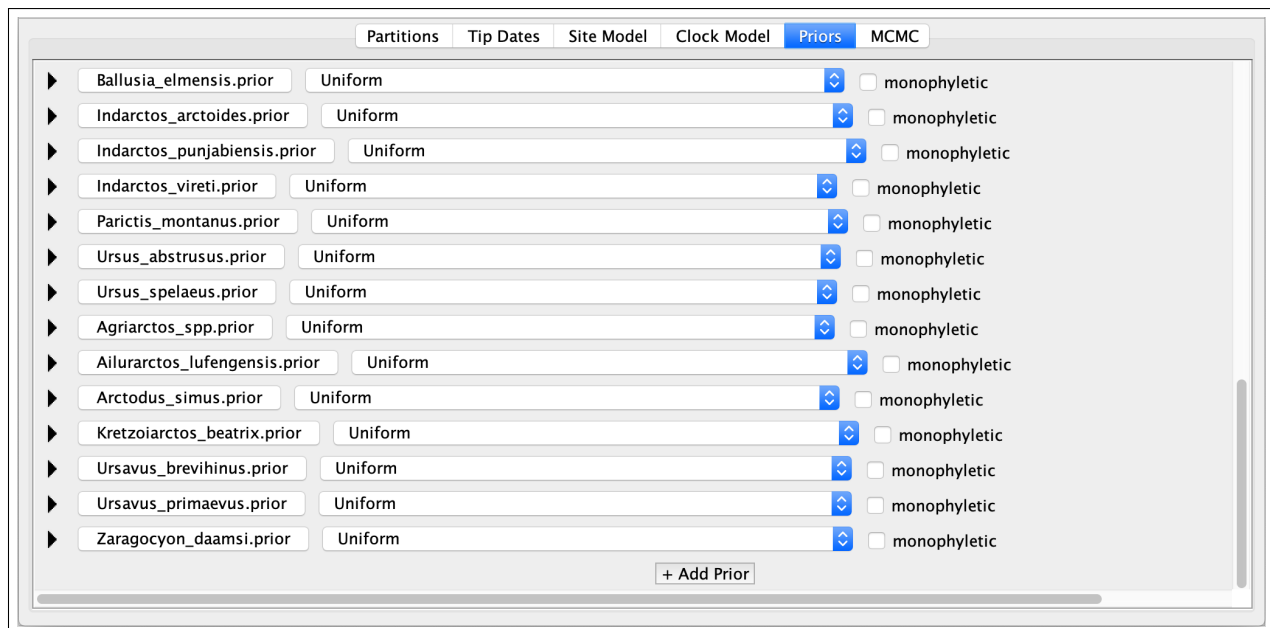 Partitions Tip Dates Site Model Clock Model Priors MCMC
Ballusia_elmensis.prior Uniform monophyletic
Indarctos_arctoides.prior Uniform monophyletic
Indarctos_punjabiensis.prior Uniform monophyletic
Indarctos_vireti.prior Uniform monophyletic
Parictis_montanus.prior Uniform monophyletic
Ursus_abstrusus.prior Uniform monophyletic
Ursus_spelaeus.prior Uniform monophyletic
Agriarctos_spp.prior Uniform monophyletic
Ailurarctos_lufengensis.prior Uniform monophyletic
Arctodus_simus.prior Uniform monophyletic
Kretzoiarctos_beatrix.prior Uniform monophyletic
Ursavus_brevihinus.prior Uniform monophyletic
Ursavus_primaevus.prior Uniform monophyletic
Zaragocyon_daamsi.prior Uniform monophyletic
+ Add Prior